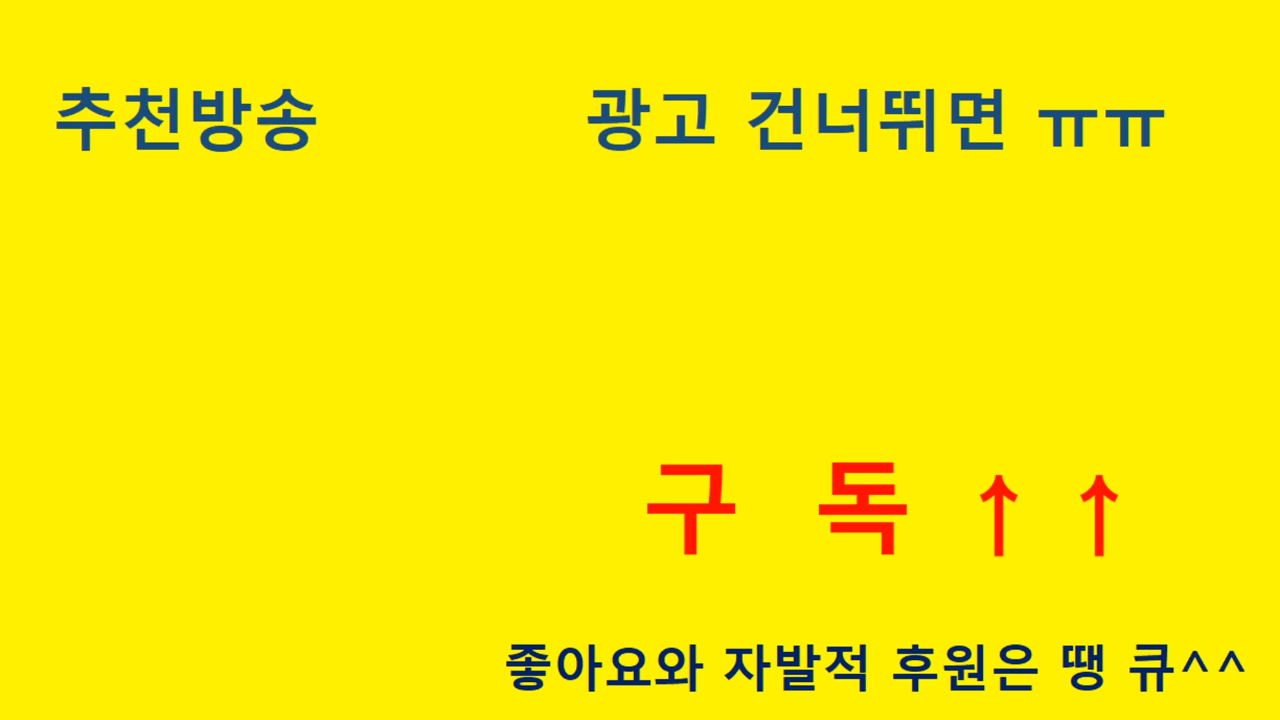 추천방송
광고 건너뛰면 ㅠㅠ
구 독 ↑ ↑
좋아요와 자발적 후원은 땡 큐^^